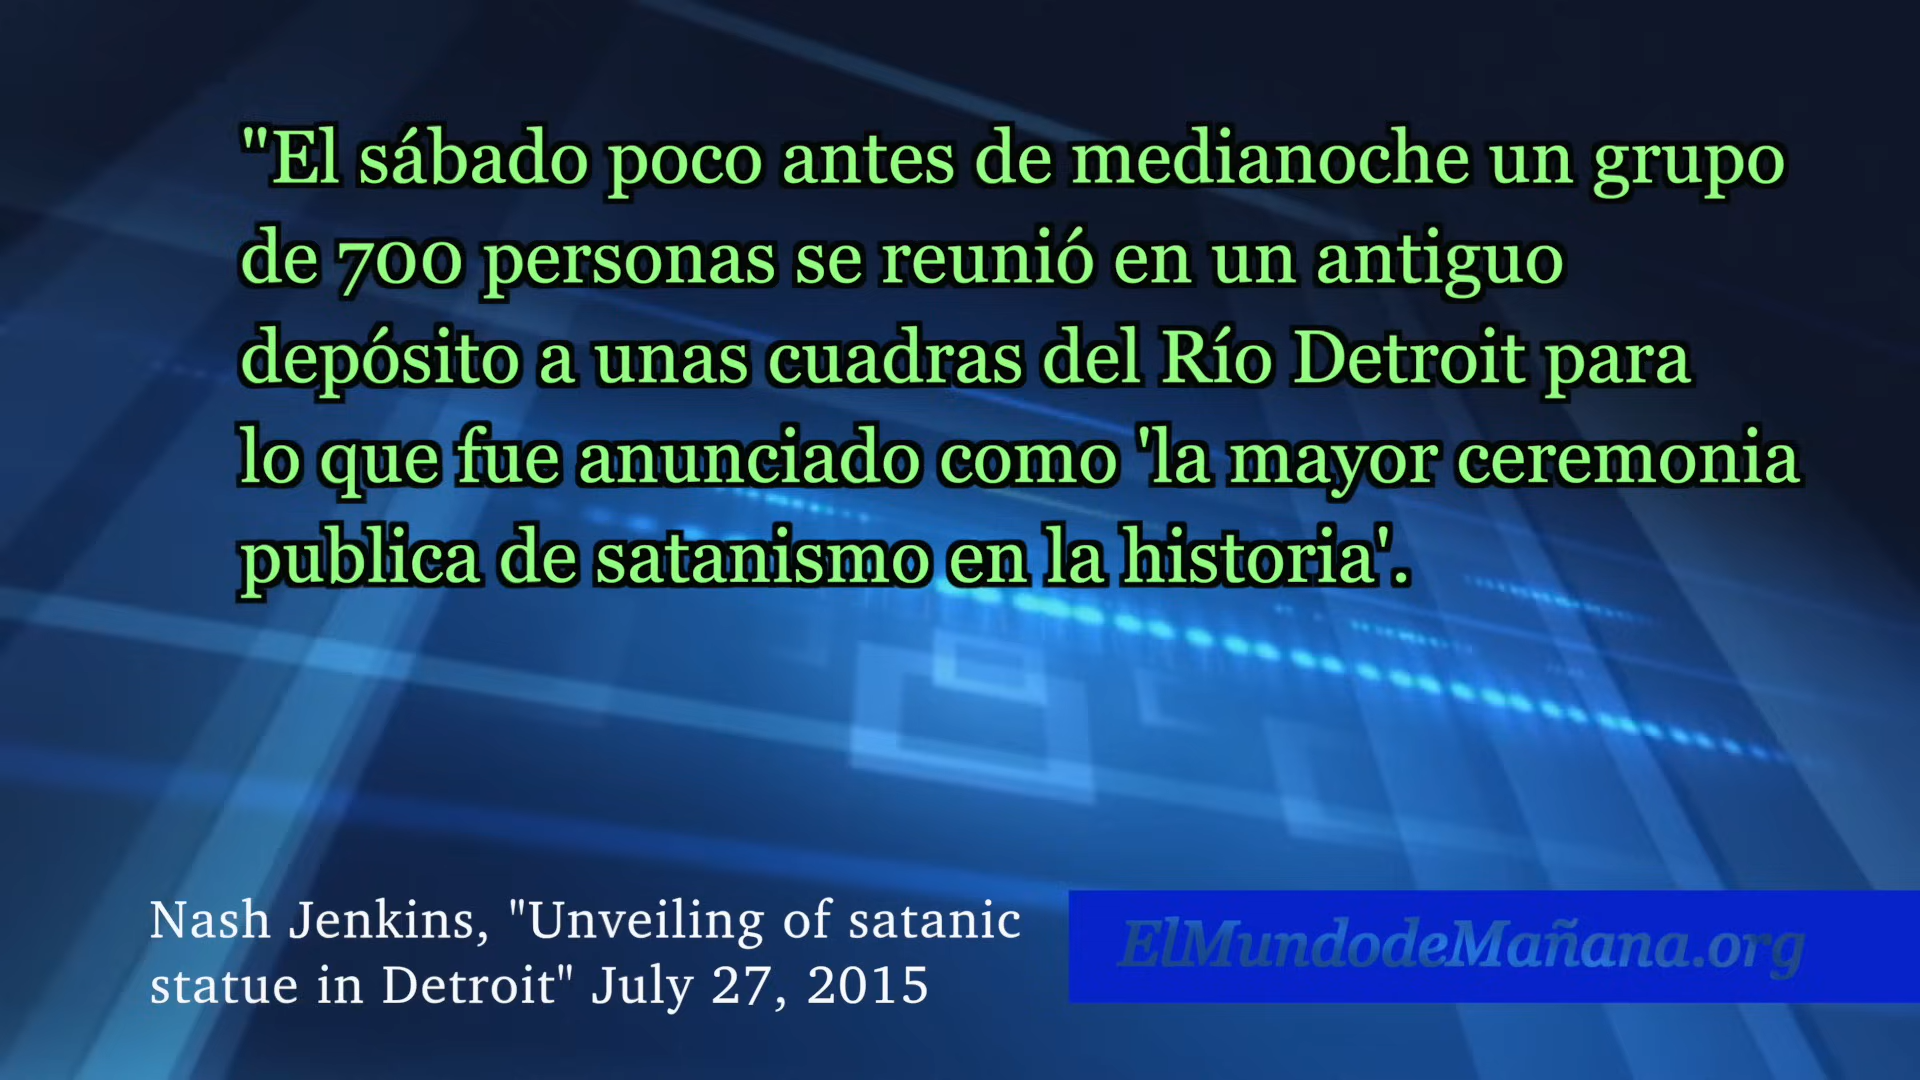 "El sábado poco antes de medianoche un grupo
de 700 personas se reunió en un antiguo
depósito a unas cuadras del Río Detroit para
lo que fue anunciado como 'la mayor ceremonia
publica de satanismo en la historia'.
Nash Jenkins, "Unveiling of satanic
statue in Detroit" July 27, 2015
ElMundodeMañana.org